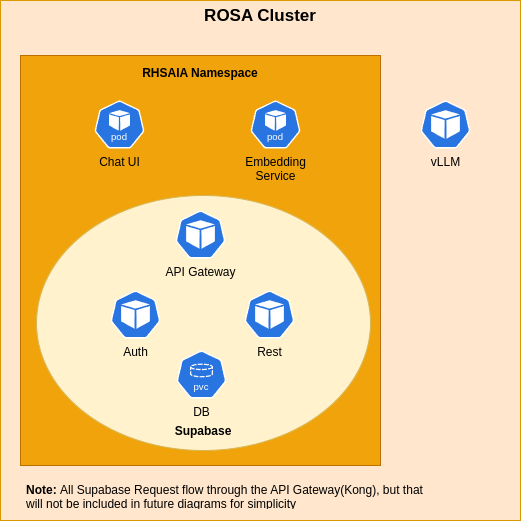 ROSA Cluster
RHSAIA Namespace
pod
pod
Chat UI
Embedding
Service
vLLM
API Gateway
Auth
Rest
pvc
DB
Supabase
Note: All Supabase Request flow through the API Gateway(Kong), but that
will not be included in future diagrams for simplicity